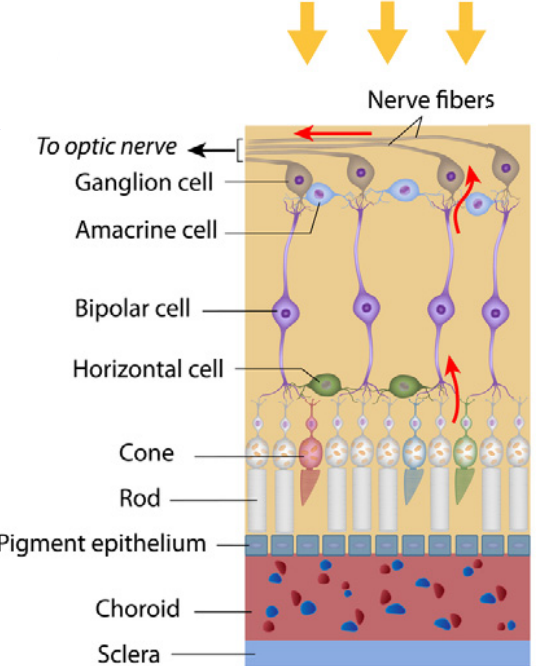 Nerve fibers
To optic nerve
Ganglion cell
Amacrine cell
Bipolar cell
Horizontal cell
Cone
Rod
Pigment epithelium
Choroid
Sclera